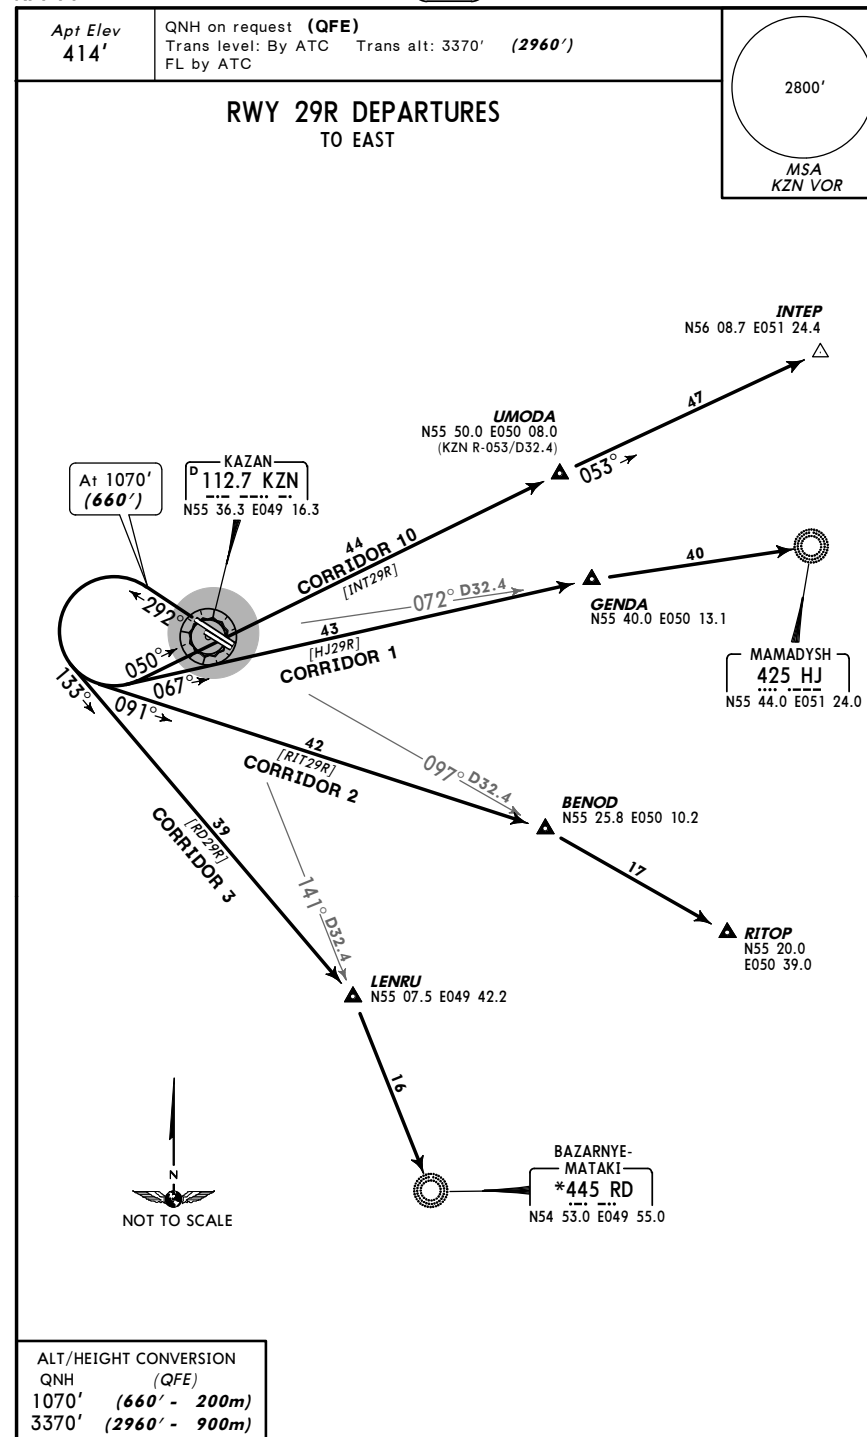 Apt Elev
414'
QNH on request (QFE)
Trans level: By ATC Trans alt: 3370' (2960')
FL by ATC
2800'
MSA
KZN VOR
RWY 29R DEPARTURES
TO EAST
INTEP
N56 08.7 E051 24.4
47
UMODA
N55 50.0 E050 08.0
(KZN R-053/D32.4)
053°
At 1070'
(660')
KAZAN
D 112.7 KZN
N55 36.3 E049 16.3
44
CORRIDOR 10
[INT29R]
40
072° D32.4
GENDA
N55 40.0 E050 13.1
292°
43
[HJ29R]
CORRIDOR 1
MAMADYSH
425 HJ
N55 44.0 E051 24.0
050°
067°
133°
091°
42
[RIT29R]
CORRIDOR 2
097° D32.4
BENOD
N55 25.8 E050 10.2
39
[RD29R]
CORRIDOR 3
17
141° D32.4
RITOP
N55 20.0
E050 39.0
LENRU
N55 07.5 E049 42.2
16
BAZARNYE-
MATAKI
*445 RD
N54 53.0 E049 55.0
N
NOT TO SCALE
ALT/HEIGHT CONVERSION
QNH (QFE)
1070' (660' - 200m)
3370' (2960' - 900m)